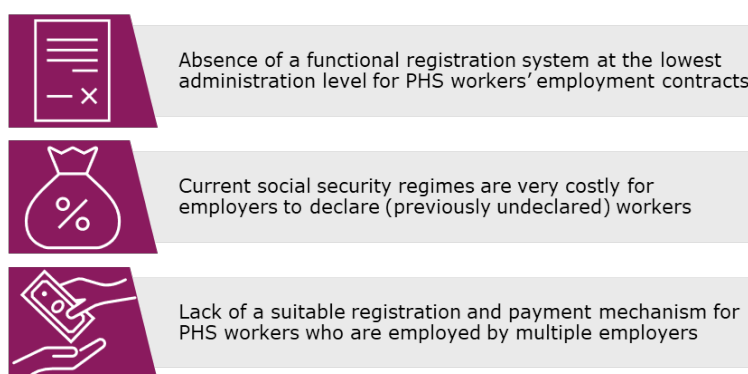 Absence of a functional registration system at the lowest
administration level for PHS workers’ employment contracts
Current social security regimes are very costly for
employers to declare (previously undeclared) workers
Lack of a suitable registration and payment mechanism for
PHS workers who are employed by multiple employers